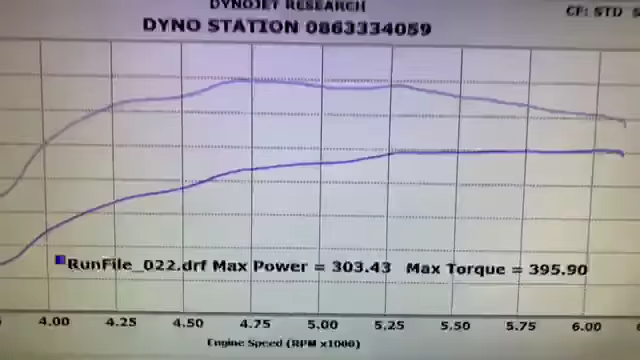 DYNOJET RESEARCH
CF: STD
DYNO STATION 0863334059
RunFile_022.drf Max Power = 303.43 Max Torque = 395.90
4.00 4.25 4.50 4.75 5.00 5.25 5.50 5.75 6.00
Engine Speed (RPM x1000)